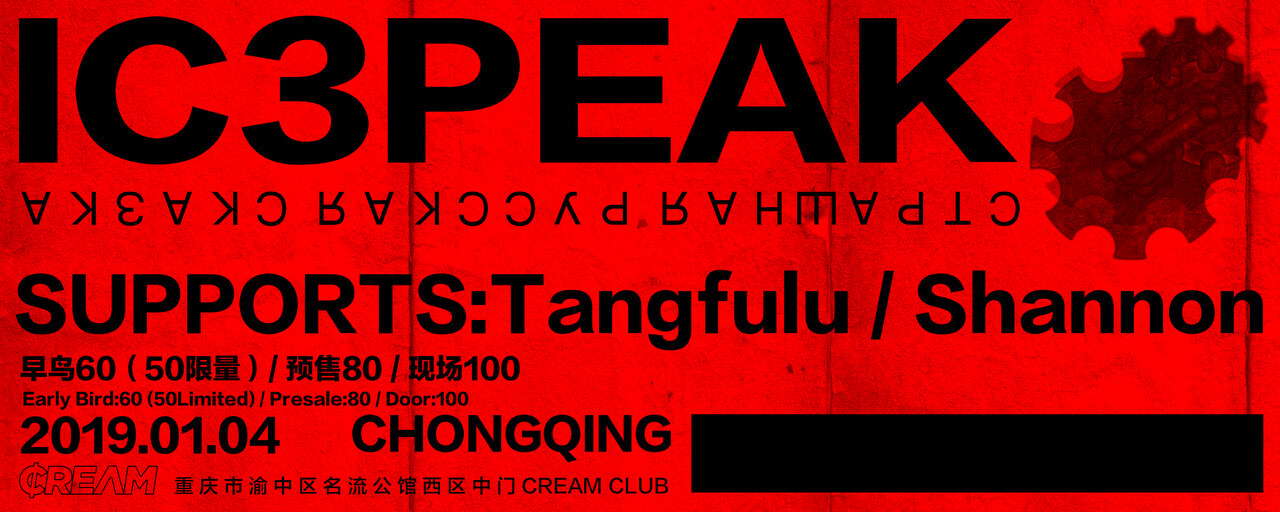 IC3PEAK
СТРАШНАЯ РУССКАЯ СКАЗКА
SUPPORTS:Tangfulu / Shannon
早鸟60（50限量）/ 预售80 / 现场100
Early Bird:60 (50Limited) / Presale:80 / Door:100
2019.01.04 CHONGQING
CREAM 重庆市渝中区名流公馆西区中门 CREAM CLUB